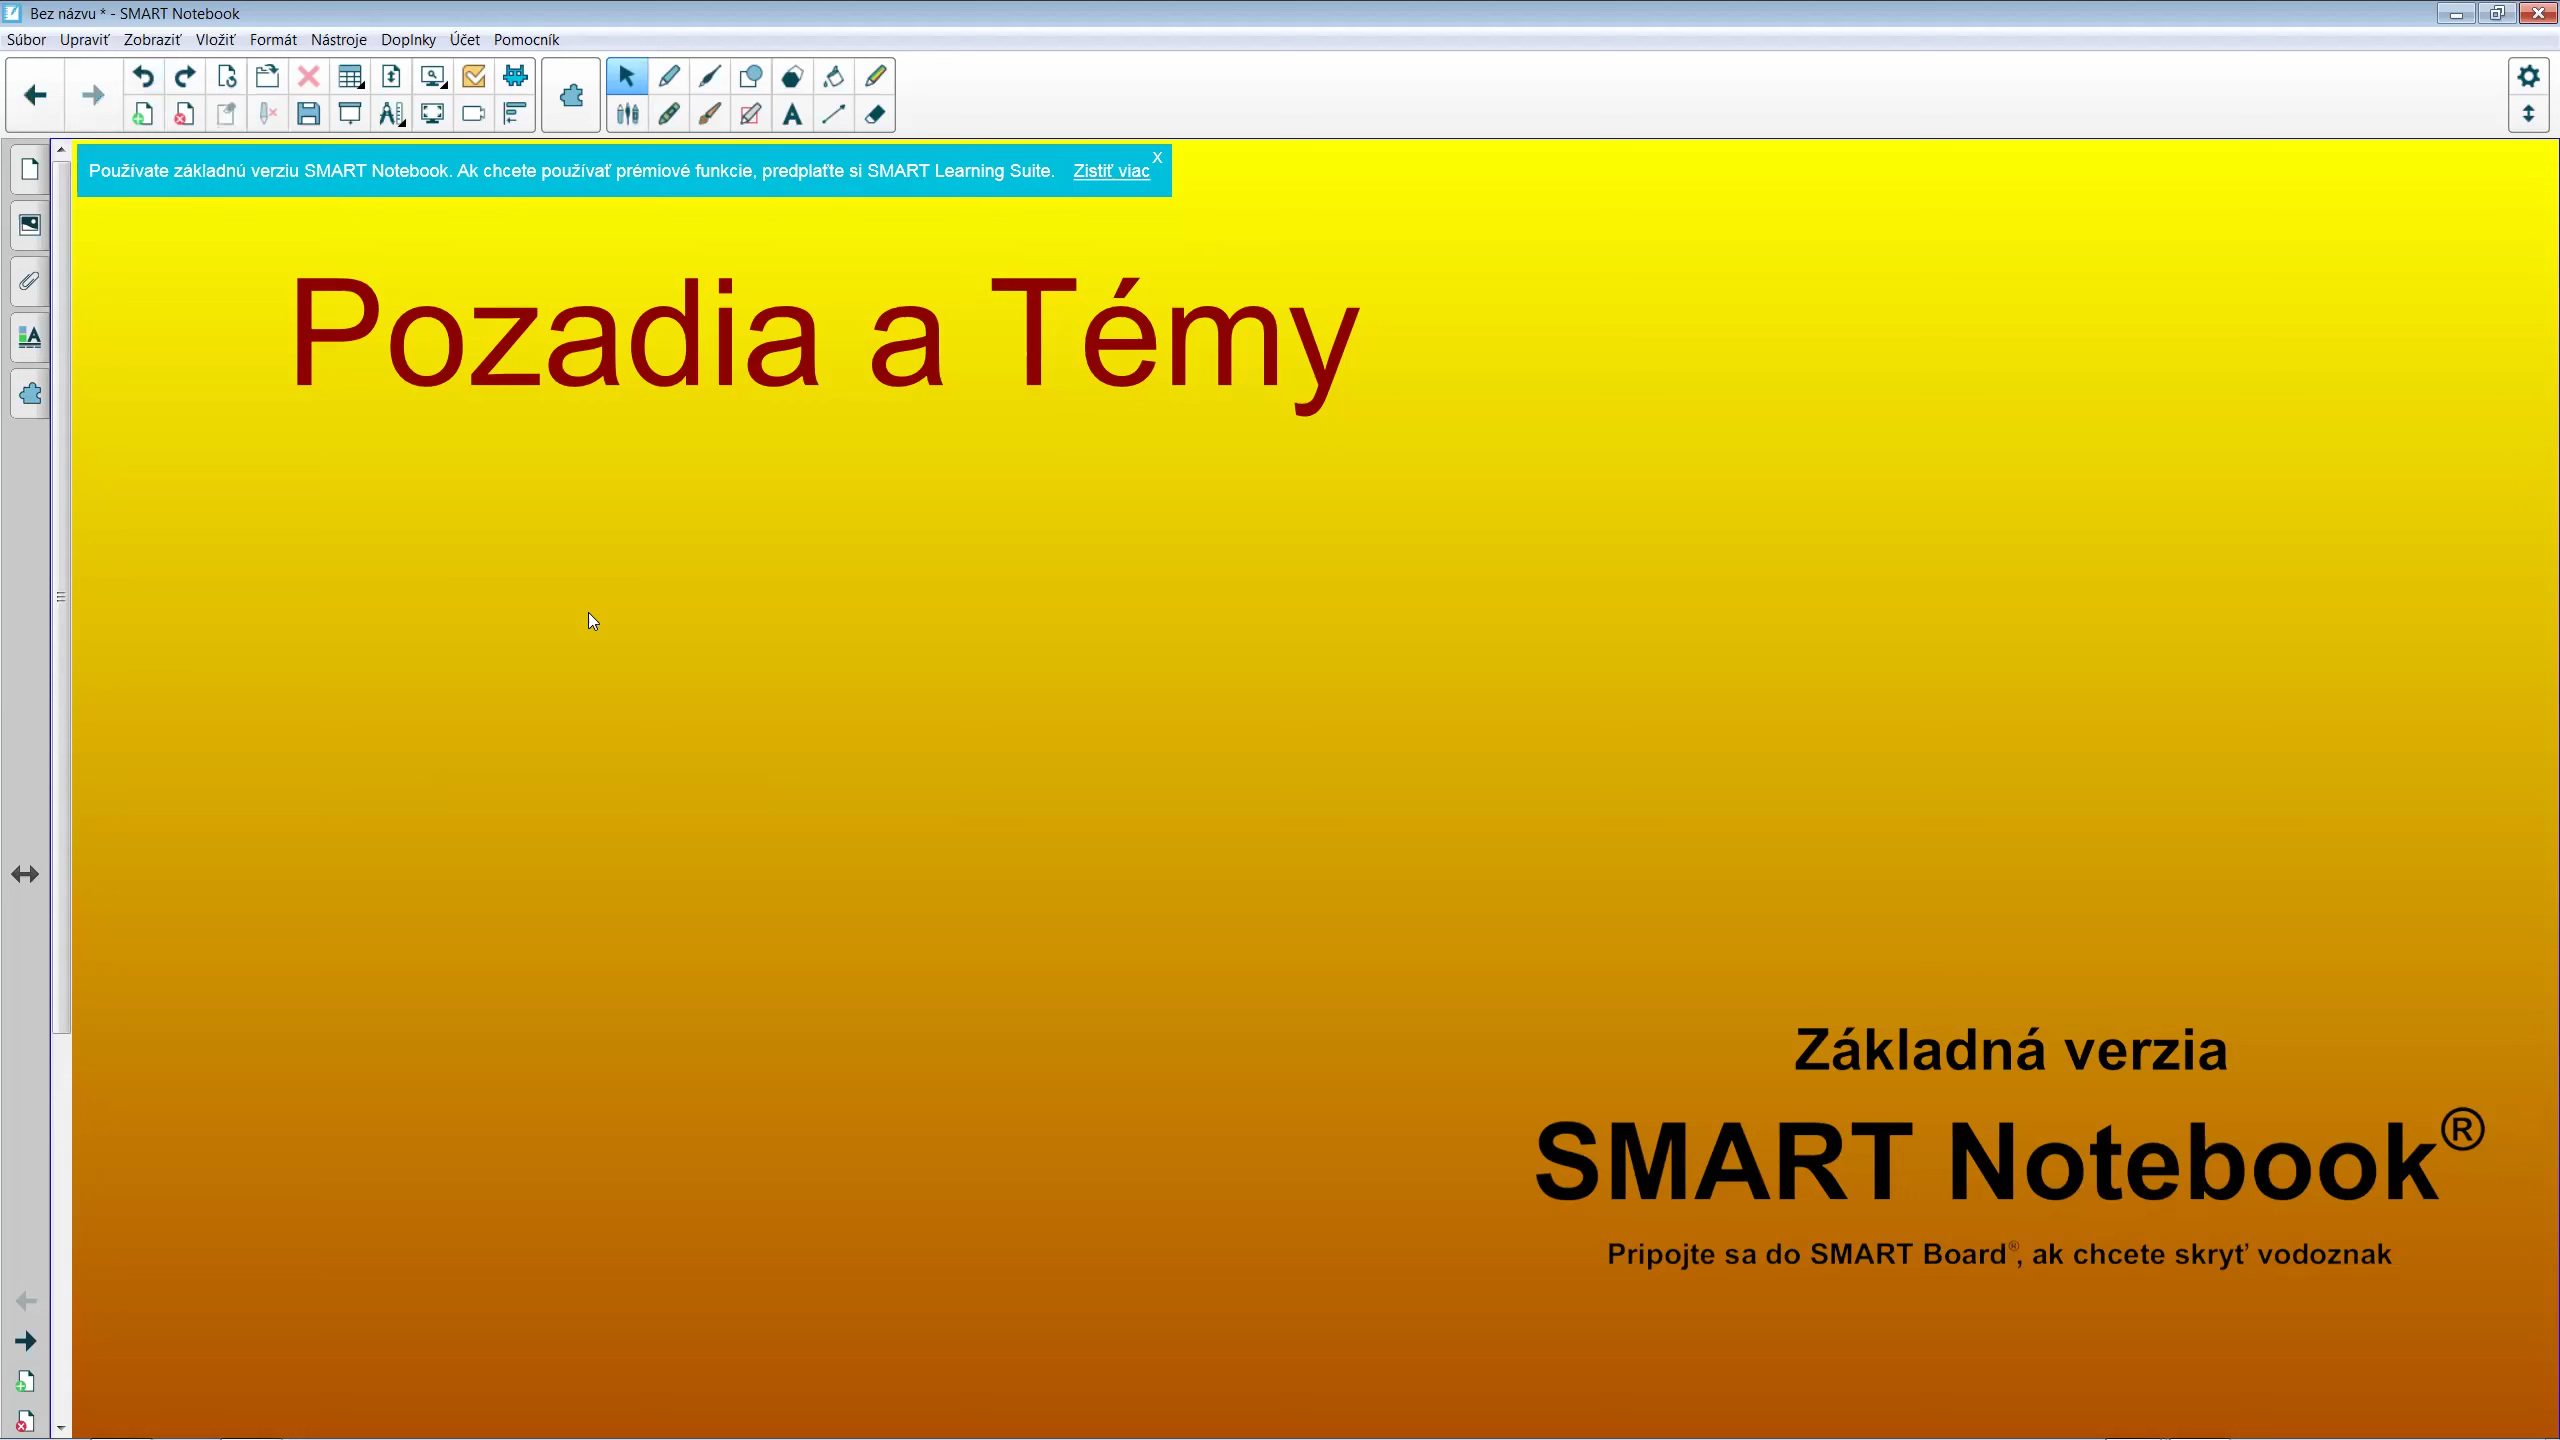 Bez názvu * - SMART Notebook
Súbor Upraviť Zobraziť Vložiť Formát Nástroje Doplnky Účet Pomocník
Používate základnú verziu SMART Notebook. Ak chcete používať prémiové funkcie, predplaťte si SMART Learning Suite. Zistiť viac X
Pozadia a Témy
Základná verzia
SMART Notebook®
Pripojte sa do SMART Board®, ak chcete skryť vodoznak